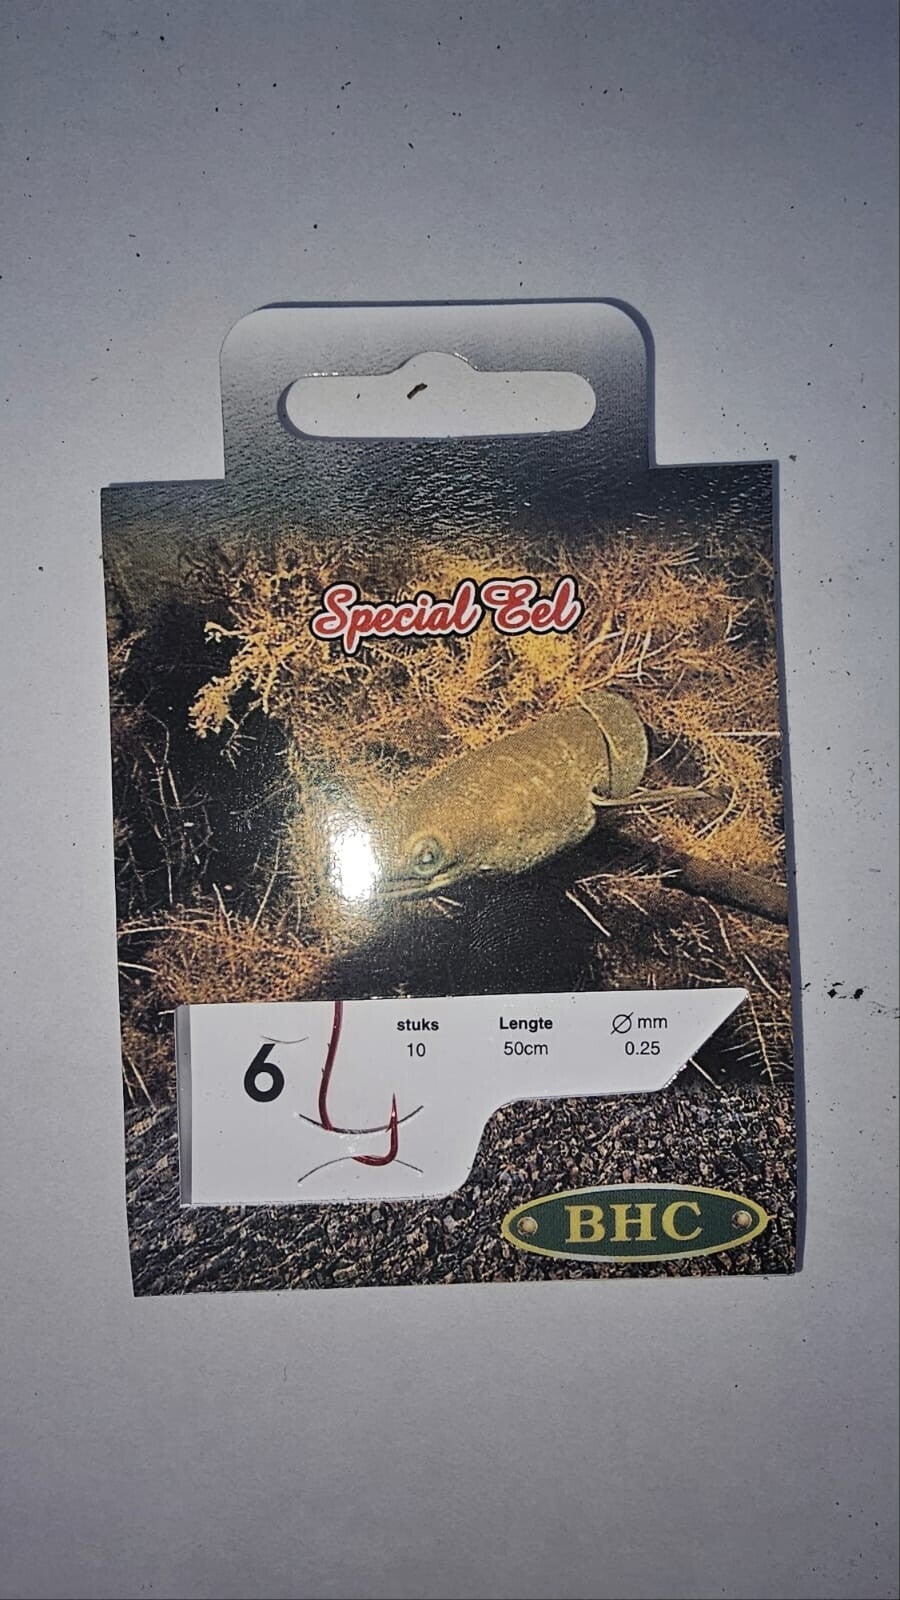 Special Eel
6
stuks Lengte Ø mm
10 50cm 0.25
BHC